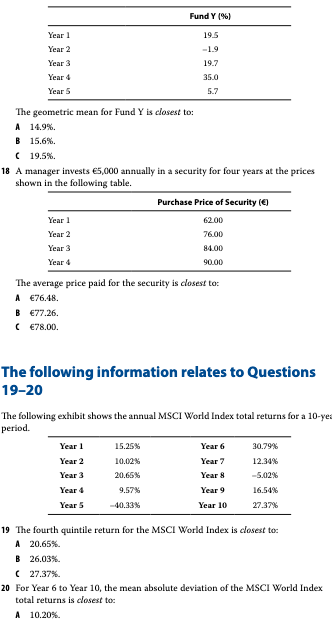 Fund Y (%)
Year 1 19.5
Year 2 –1.9
Year 3 19.7
Year 4 35.0
Year 5 5.7
The geometric mean for Fund Y is closest to:
A 14.9%.
B 15.6%.
C 19.5%.
18 A manager invests €5,000 annually in a security for four years at the prices
shown in the following table.
Purchase Price of Security (€)
Year 1 62.00
Year 2 76.00
Year 3 84.00
Year 4 90.00
The average price paid for the security is closest to:
A €76.48.
B €77.26.
C €78.00.
The following information relates to Questions
19–20
The following exhibit shows the annual MSCI World Index total returns for a 10-yea
period.
Year 1 15.25% Year 6 30.79%
Year 2 10.02% Year 7 12.34%
Year 3 20.65% Year 8 –5.02%
Year 4 9.57% Year 9 16.54%
Year 5 –40.33% Year 10 27.37%
19 The fourth quintile return for the MSCI World Index is closest to:
A 20.65%.
B 26.03%.
C 27.37%.
20 For Year 6 to Year 10, the mean absolute deviation of the MSCI World Index
total returns is closest to:
A 10.20%.